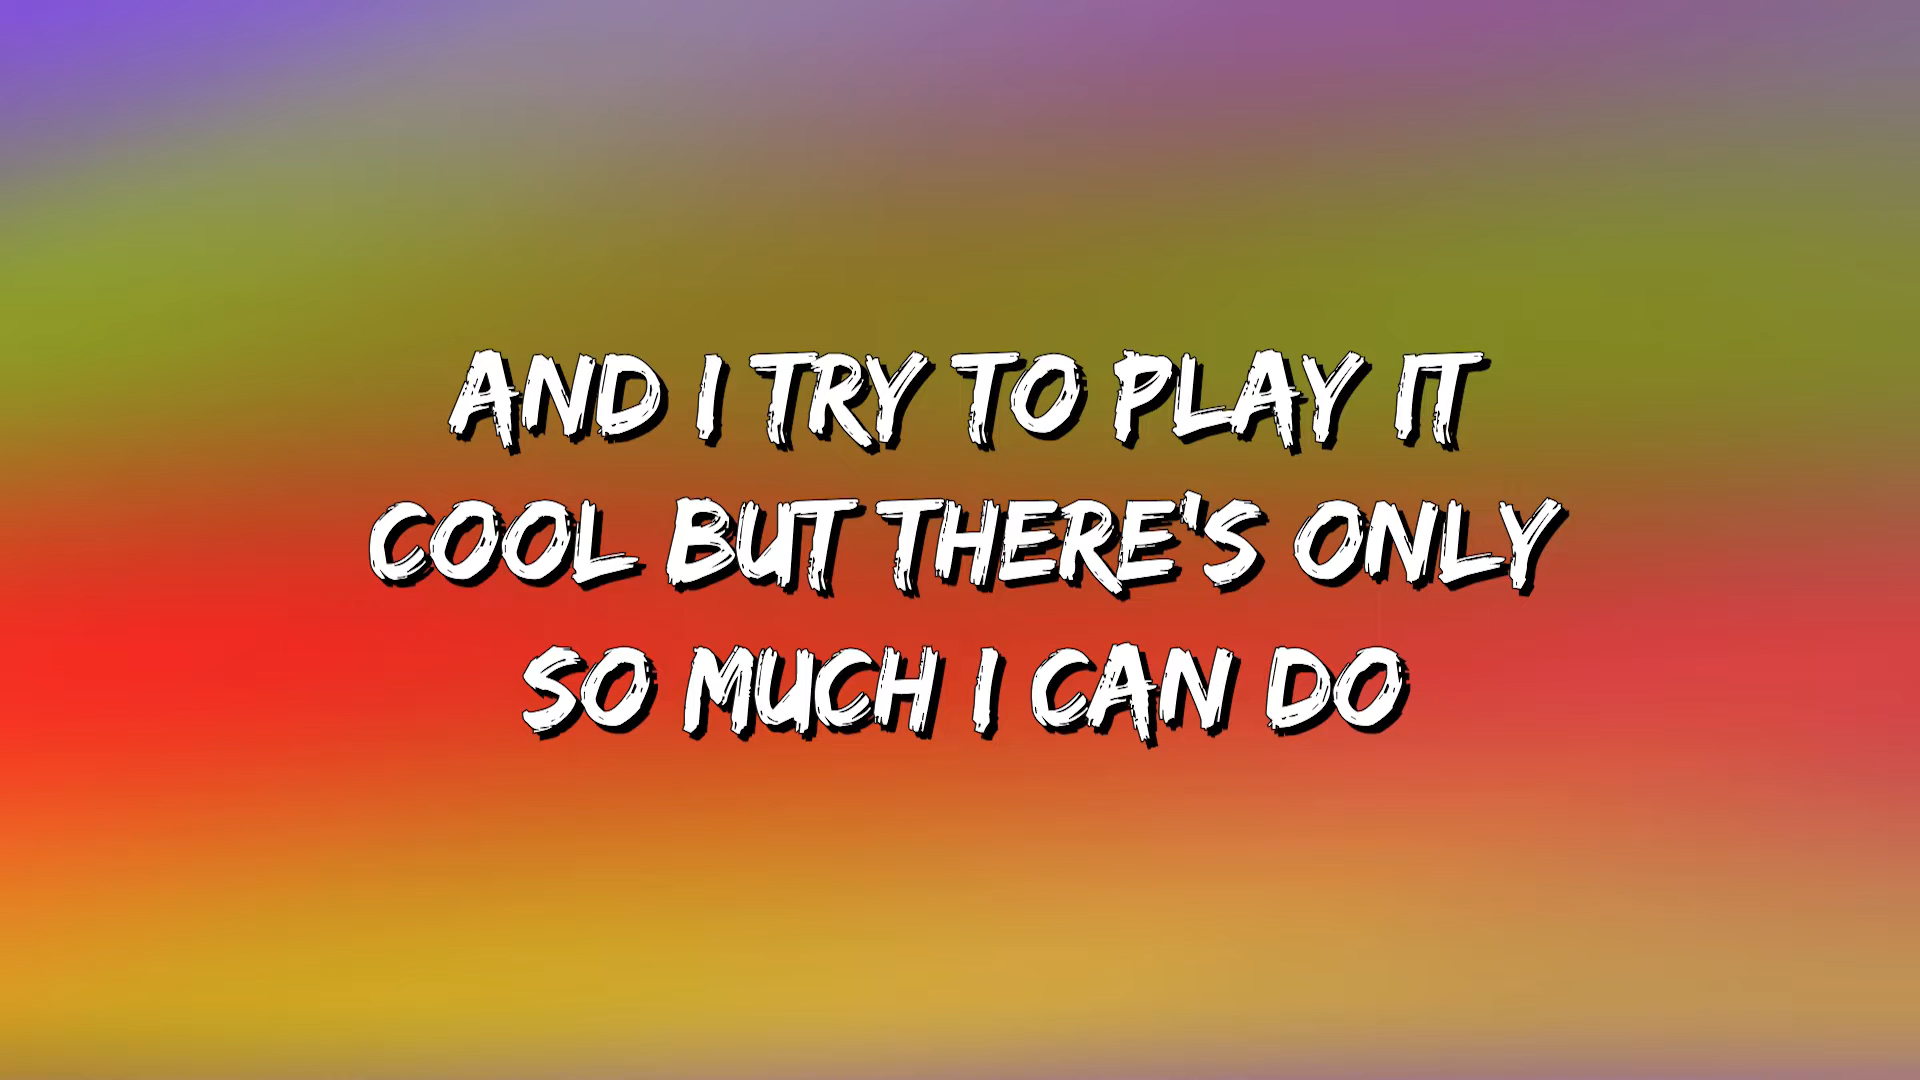 AND I TRY TO PLAY IT
COOL BUT THERE'S ONLY
SO MUCH I CAN DO